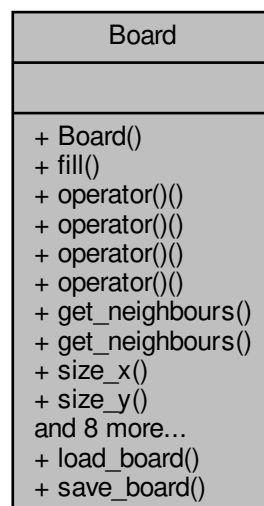 Board
+ Board()
+ fill()
+ operator()()
+ operator()()
+ operator()()
+ operator()()
+ get_neighbours()
+ get_neighbours()
+ size_x()
+ size_y()
and 8 more...
+ load_board()
+ save_board()